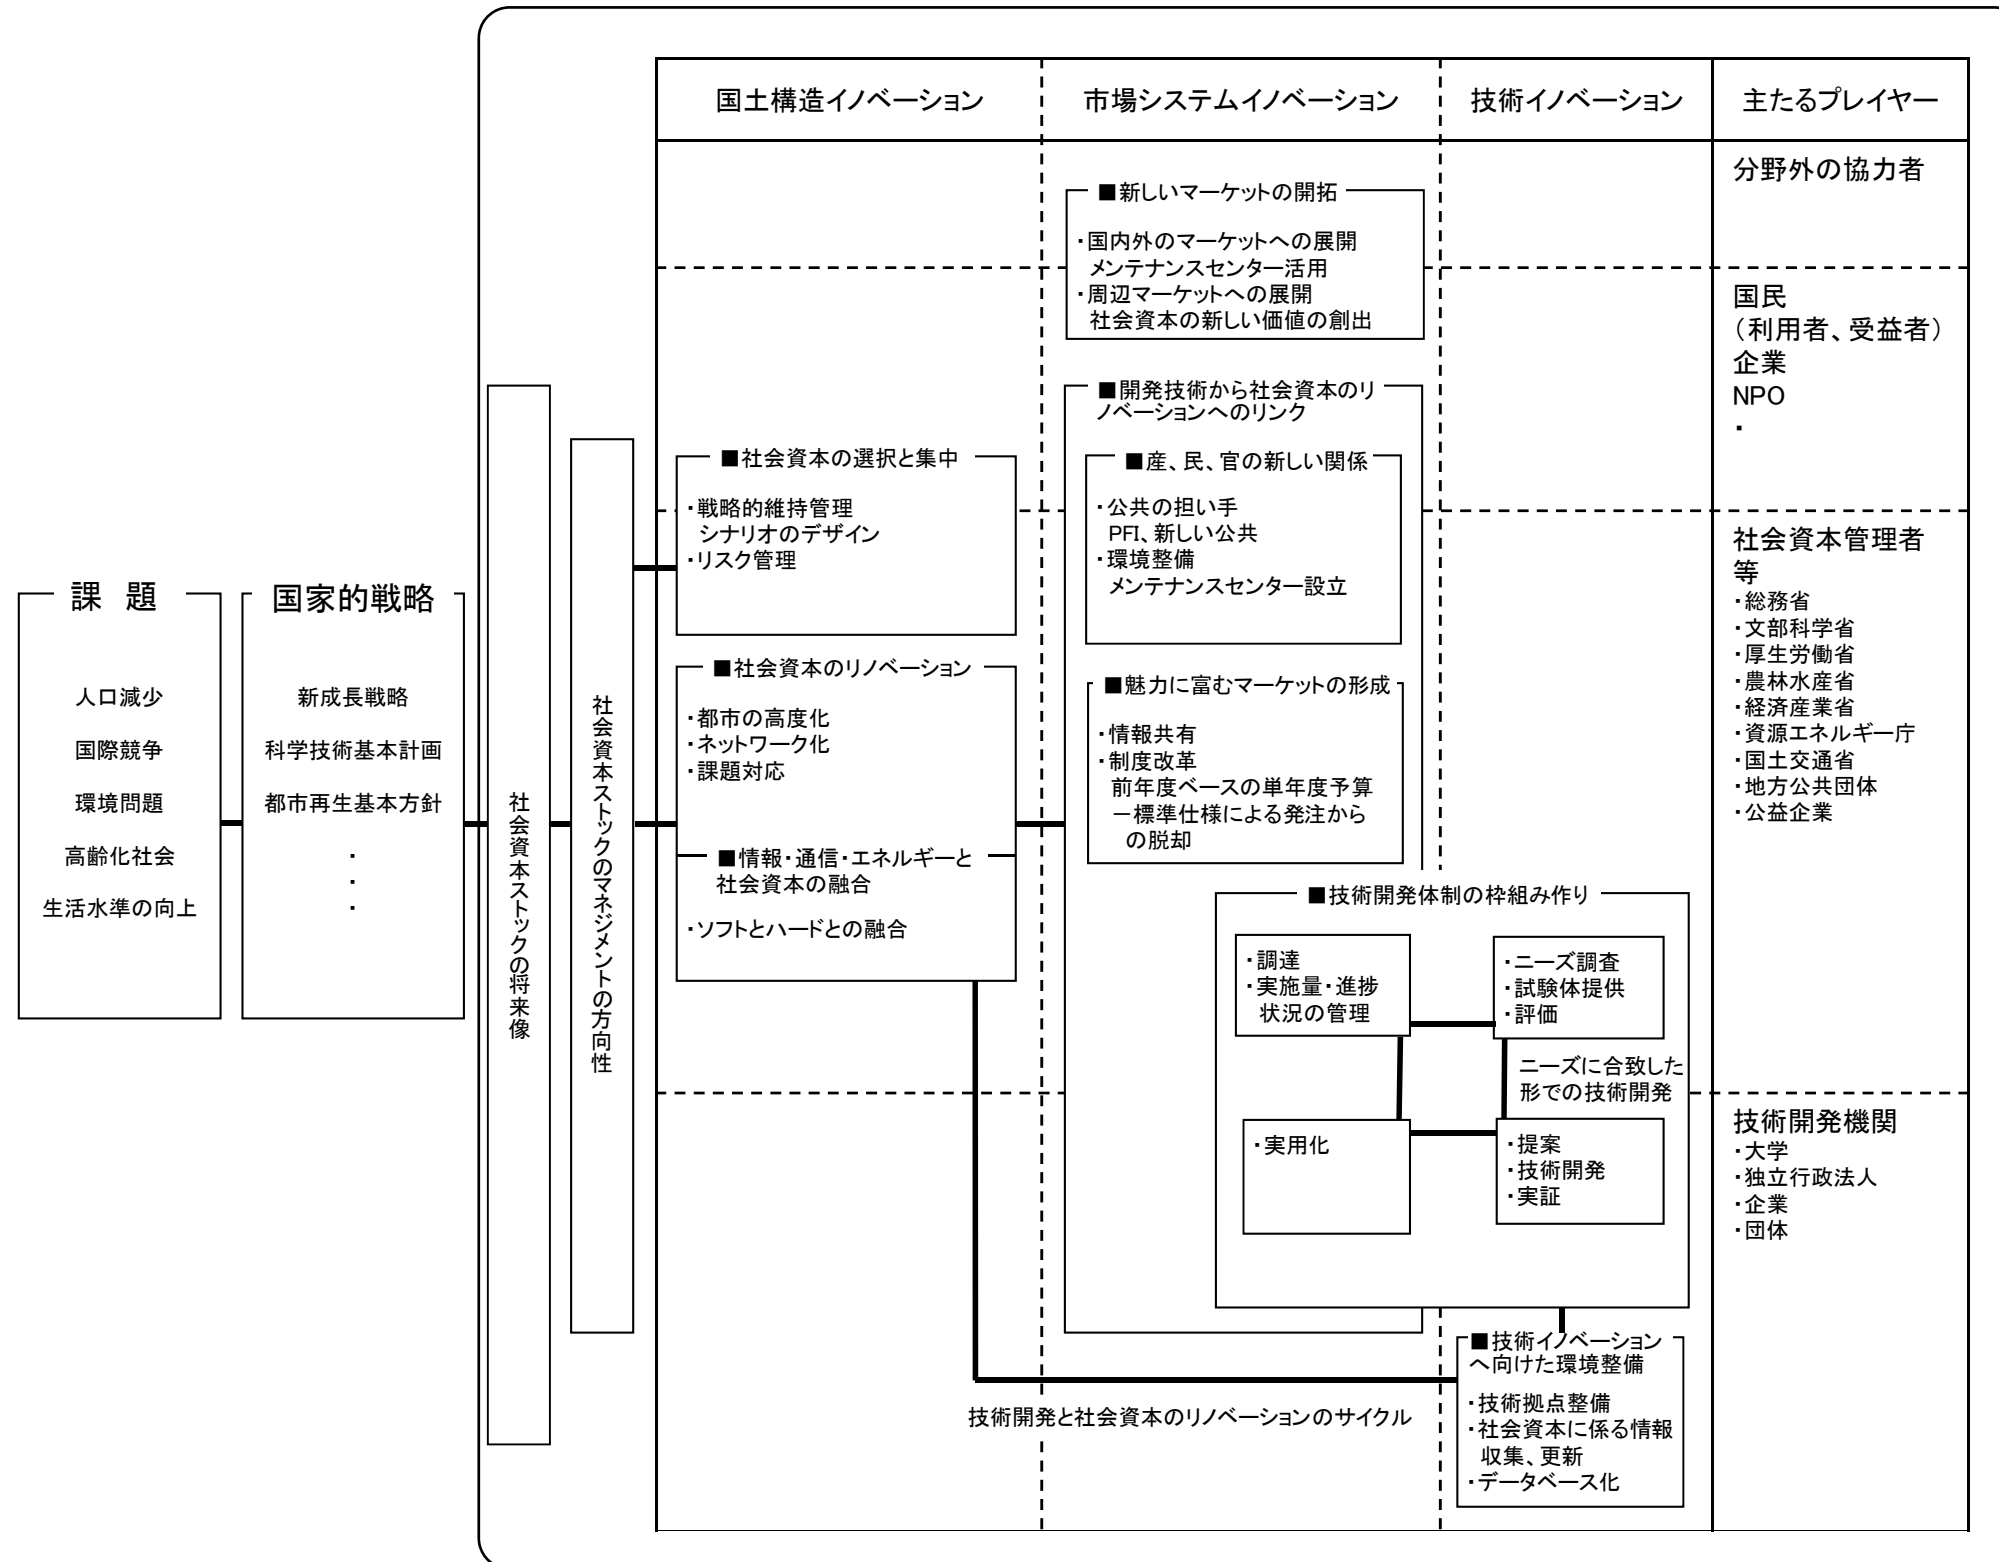 国土構造イノベーション
市場システムイノベーション
技術イノベーション
主たるプレイヤー
課　題
人口減少
国際競争
環境問題
高齢化社会
生活水準の向上
国家的戦略
新成長戦略
科学技術基本計画
都市再生基本方針
・
・
・
社会資本ストックの将来像
社会資本ストックのマネジメントの方向性
■社会資本の選択と集中
・戦略的維持管理
シナリオのデザイン
・リスク管理
■社会資本のリノベーション
・都市の高度化
・ネットワーク化
・課題対応
■情報・通信・エネルギーと
社会資本の融合
・ソフトとハードとの融合
■新しいマーケットの開拓
・国内外のマーケットへの展開
メンテナンスセンター活用
・周辺マーケットへの展開
社会資本の新しい価値の創出
■開発技術から社会資本のリ
ノベーションへのリンク
■産、民、官の新しい関係
・公共の担い手
PFI、新しい公共
・環境整備
メンテナンスセンター設立
■魅力に富むマーケットの形成
・情報共有
・制度改革
前年度ベースの単年度予算
－標準仕様による発注から
の脱却
■技術開発体制の枠組み作り
・調達
・実施量・進捗
状況の管理
・ニーズ調査
・試験体提供
・評価
ニーズに合致した
形での技術開発
・実用化
・提案
・技術開発
・実証
■技術イノベーション
へ向けた環境整備
・技術拠点整備
・社会資本に係る情報
収集、更新
・データベース化
技術開発と社会資本のリノベーションのサイクル
分野外の協力者
国民
（利用者、受益者）
企業
NPO
・
社会資本管理者
等
・総務省
・文部科学省
・厚生労働省
・農林水産省
・経済産業省
・資源エネルギー庁
・国土交通省
・地方公共団体
・公益企業
技術開発機関
・大学
・独立行政法人
・企業
・団体